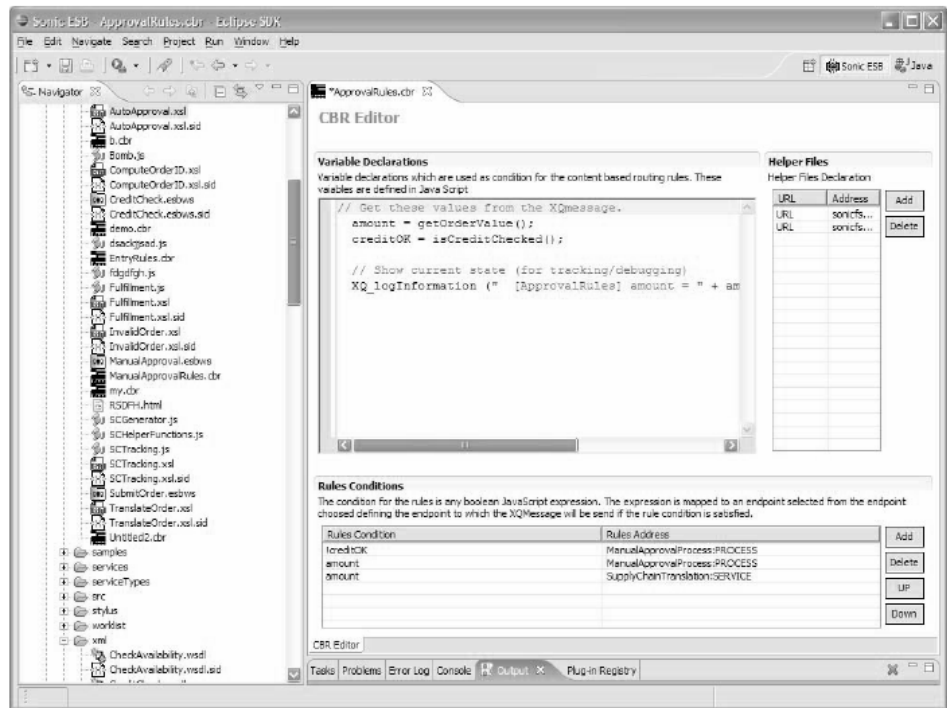 Sonic ESB - ApprovalRules.cbr - Eclipse SDK
File Edit Navigate Search Project Run Window Help
Sonic ESB Java
Navigator
AutoApproval.xsl
AutoApproval.xsl.sid
b.cbr
Bomb.js
ComputeOrderID.xsl
ComputeOrderID.xsl.sid
CreditCheck.esbws
CreditCheck.esbws.sid
demo.cbr
dsackjsad.js
EntryRules.cbr
fdgdfgh.js
Fulfillment.js
Fulfillment.xsl
Fulfillment.xsl.sid
InvalidOrder.xsl
InvalidOrder.xsl.sid
ManualApproval.esbws
ManualApprovalRules.cbr
my.cbr
RSDFH.html
SCGenerator.js
SCHelperFunctions.js
SCTracking.js
SCTracking.xsl
SCTracking.xsl.sid
SubmitOrder.esbws
TranslateOrder.xsl
TranslateOrder.xsl.sid
Untitled2.cbr
samples
services
serviceTypes
src
stylus
worklist
xml
CheckAvailability.wsdl
CheckAvailability.wsdl.sid
*ApprovalRules.cbr
CBR Editor
Variable Declarations
Variable declarations which are used as condition for the content based routing rules. These
vaiables are defined in Java Script
// Get these values from the XQmessage.
amount = getOrderValue();
creditOK = isCreditChecked();
// Show current state (for tracking/debugging)
XQ_logInformation (" [ApprovalRules] amount = " + am
Helper Files
Helper Files Declaration
URL Address
URL sonicfs...
URL sonicfs...
Add
Delete
Rules Conditions
The condition for the rules is any boolean JavaScript expression. The expression is mapped to an endpoint selected from the endpoint
choosed defining the endpoint to which the XQMessage will be send if the rule condition is satisfied.
Rules Condition Rules Address
!creditOK ManualApprovalProcess:PROCESS
amount ManualApprovalProcess:PROCESS
amount SupplyChainTranslation:SERVICE
Add
Delete
UP
Down
CBR Editor
Tasks Problems Error Log Console Output Plug-in Registry